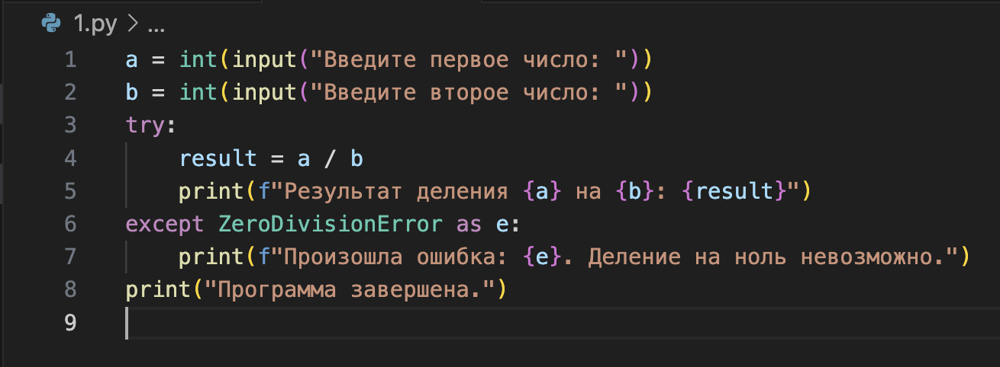 1.py > ...
1 a = int(input("Введите первое число: "))
2 b = int(input("Введите второе число: "))
3 try:
4     result = a / b
5     print(f"Результат деления {a} на {b}: {result}")
6 except ZeroDivisionError as e:
7     print(f"Произошла ошибка: {e}. Деление на ноль невозможно.")
8 print("Программа завершена.")
9